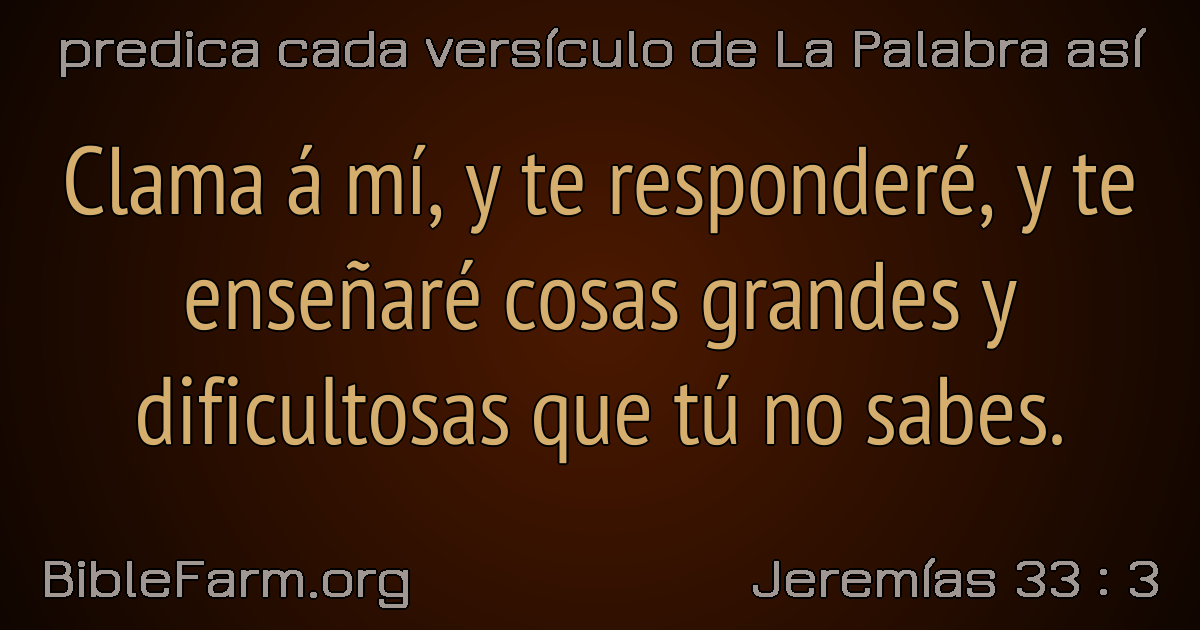 predica cada versículo de La Palabra así
Clama á mí, y te responderé, y te
enseñaré cosas grandes y
dificultosas que tú no sabes.
BibleFarm.org
Jeremías 33 : 3